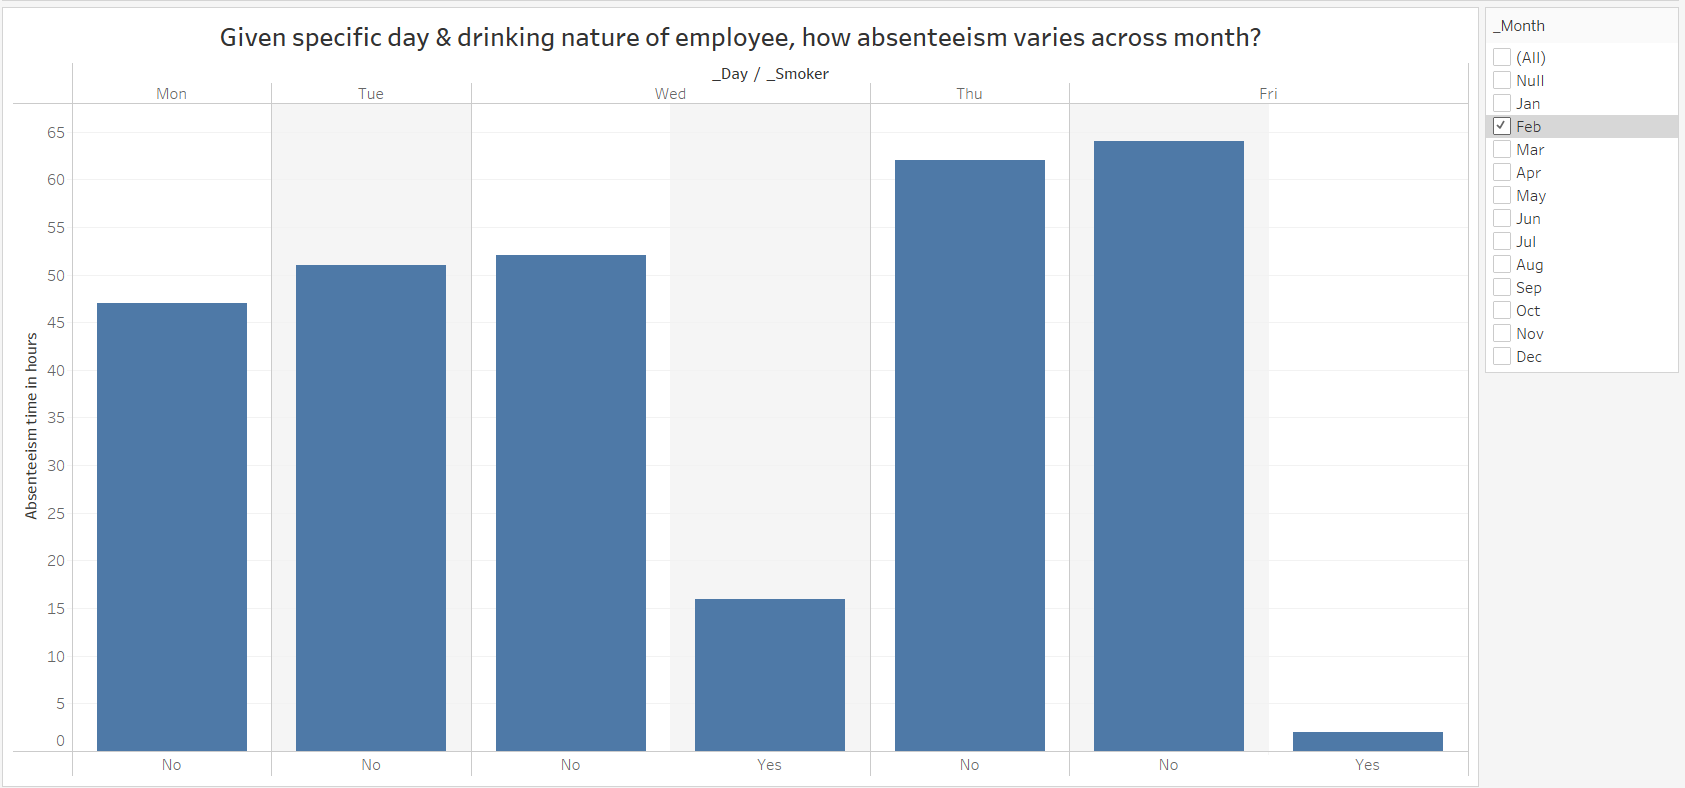 Given specific day & drinking nature of employee, how absenteeism varies across month?
_Day / _Smoker
Mon Tue Wed Thu Fri
Absenteeism time in hours
65
60
55
50
45
40
35
30
25
20
15
10
5
0
No No No Yes No No Yes
_Month
(All)
Null
Jan
Feb
Mar
Apr
May
Jun
Jul
Aug
Sep
Oct
Nov
Dec